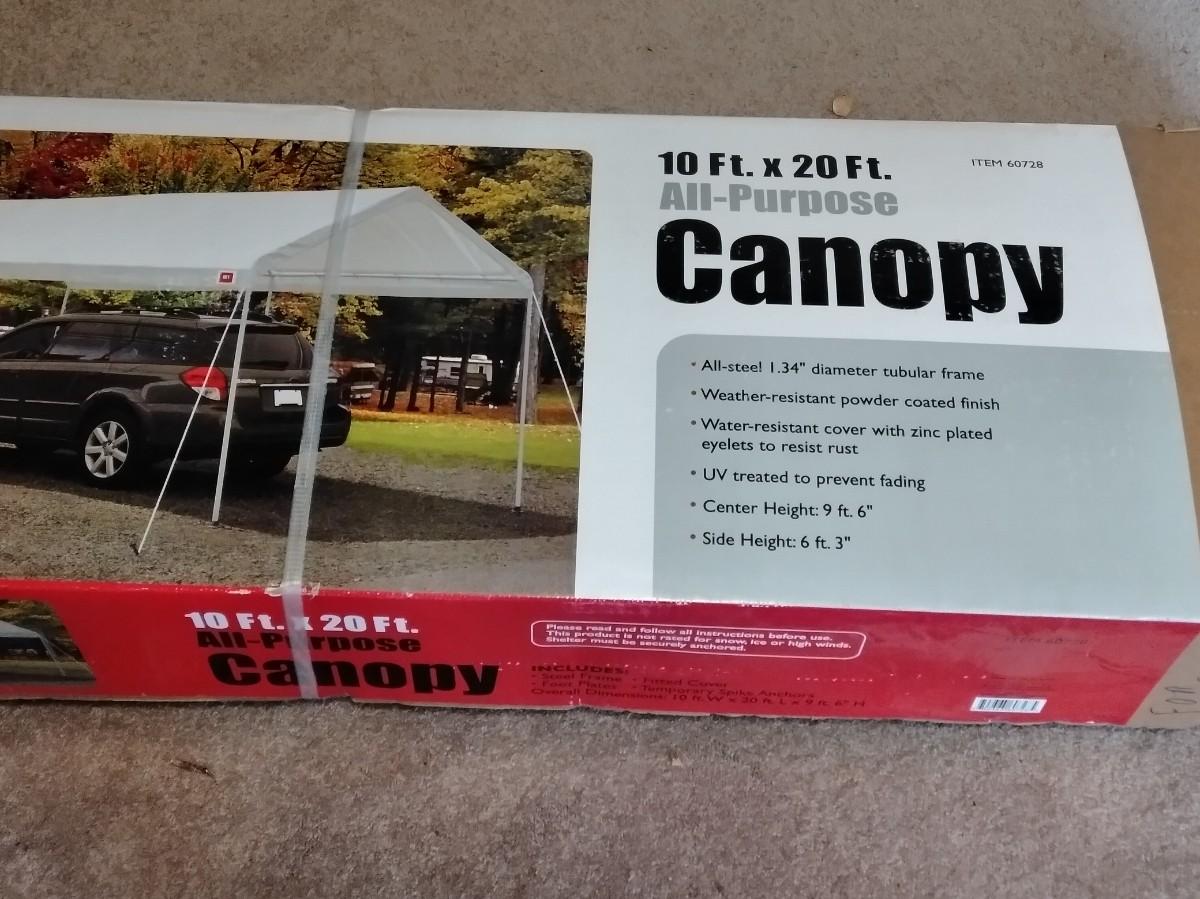 10 Ft. x 20 Ft.
ITEM 60728
All-Purpose
Canopy
• All-steel 1.34" diameter tubular frame
• Weather-resistant powder coated finish
• Water-resistant cover with zinc plated
eyelets to resist rust
• UV treated to prevent fading
• Center Height: 9 ft. 6"
• Side Height: 6 ft. 3"
10 Ft. x 20 Ft.
All-Purpose
Canopy
Please read and follow all instructions before use.
This product is not rated for snow, ice or high winds.
Shelter must be securely anchored.
INCLUDES:
• Steel Frame • Fitted Cover
• Foot Plates • Temporary Spike Anchors
Overall Dimensions: 10 ft. W x 20 ft. L x 9 ft. 6" H